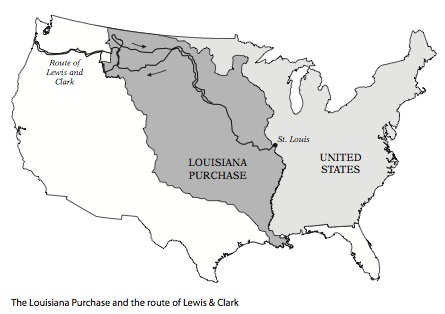 Route of
Lewis and
Clark
St. Louis
LOUISIANA
PURCHASE
UNITED
STATES
The Louisiana Purchase and the route of Lewis & Clark